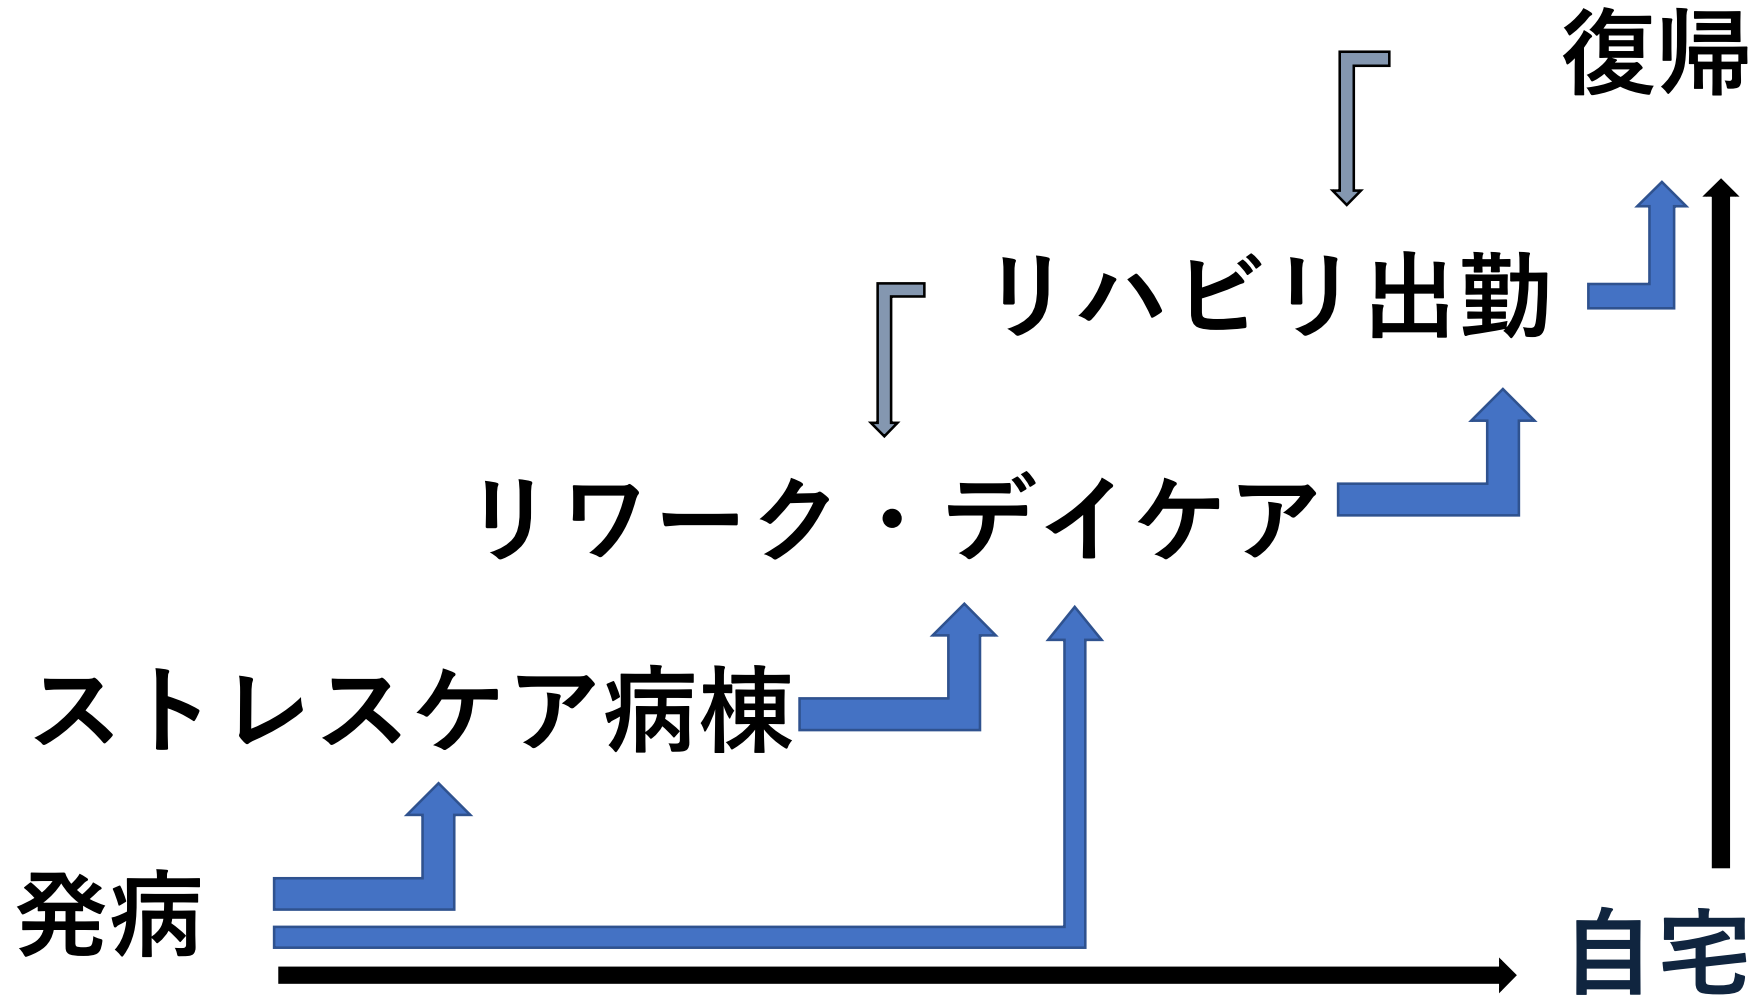 復帰
リハビリ出勤
リワーク・デイケア
ストレスケア病棟
発病
自宅